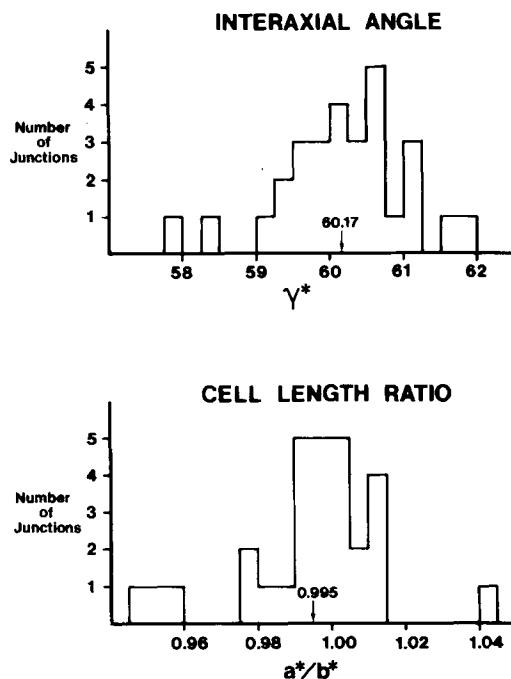 INTERAXIAL ANGLE
5
4
Number
of
Junctions
3
2
1
60.17
58 59 60 61 62
γ*
CELL LENGTH RATIO
5
4
Number
of
Junctions
3
2
1
0.995
0.96 0.98 1.00 1.02 1.04
a*/b*